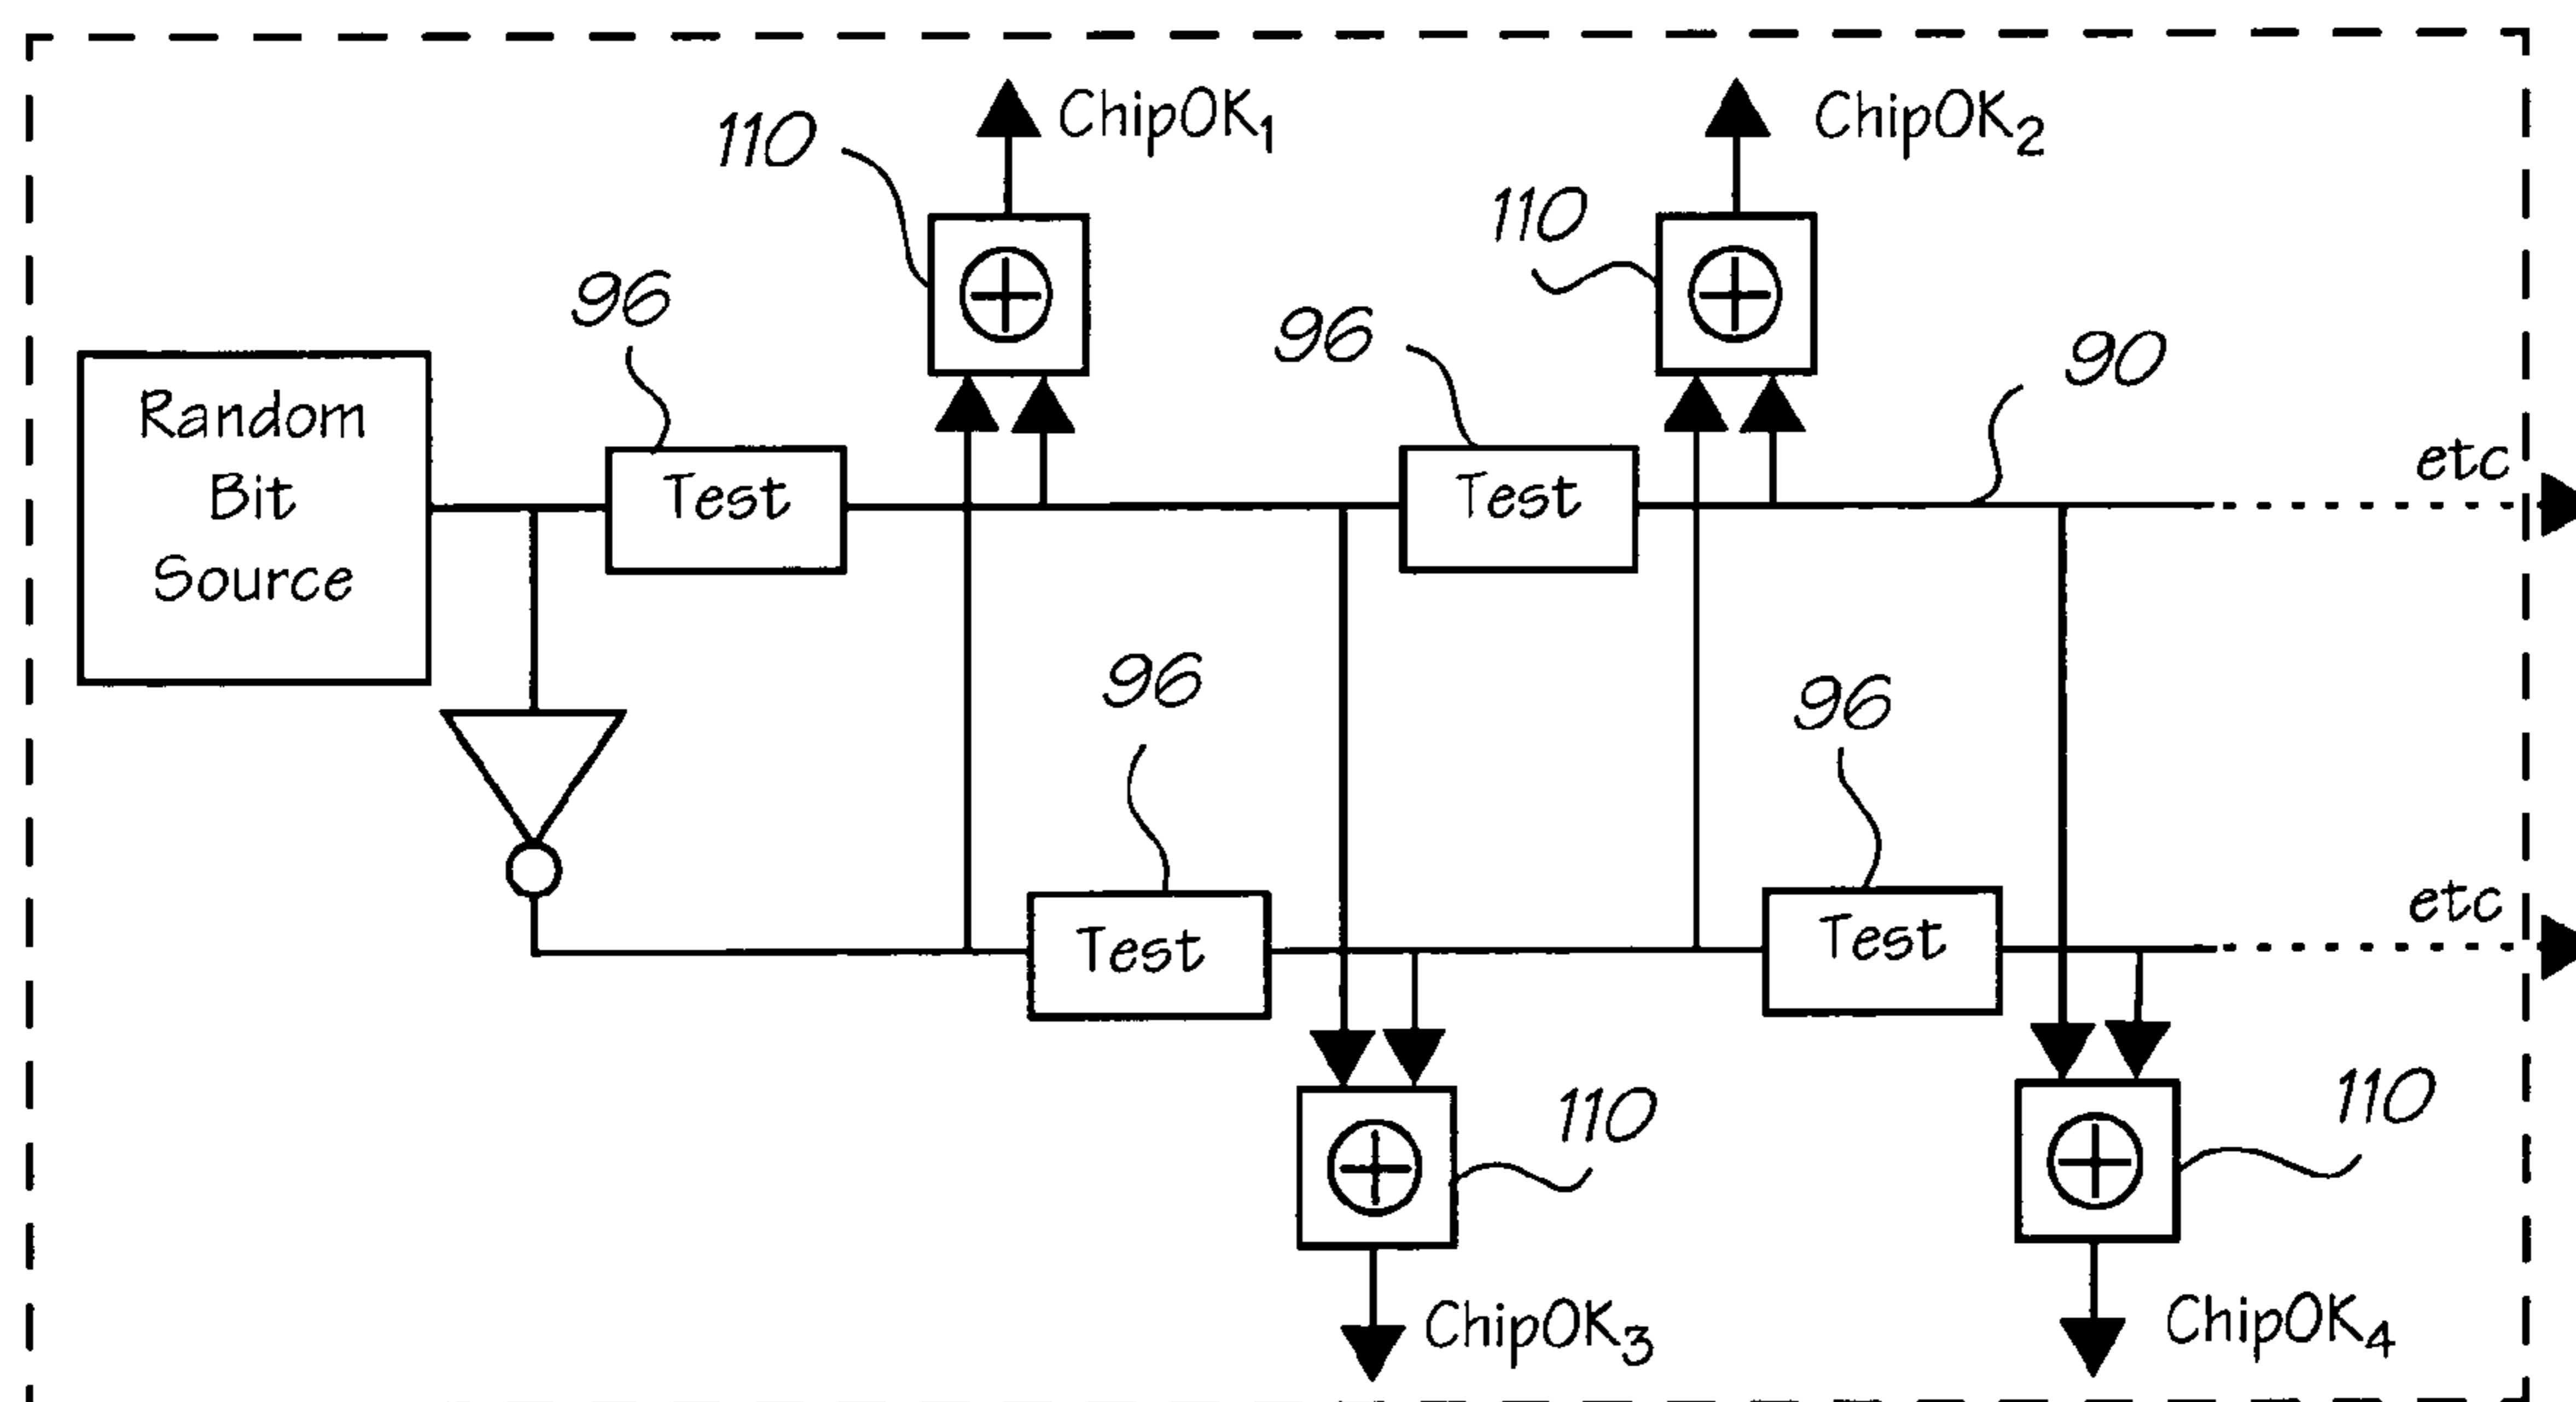 110
ChipOK₁
110
ChipOK₂
96
96
90
Random
Bit
Source
Test
Test
etc
96
96
Test
Test
etc
110
110
ChipOK₃
ChipOK₄